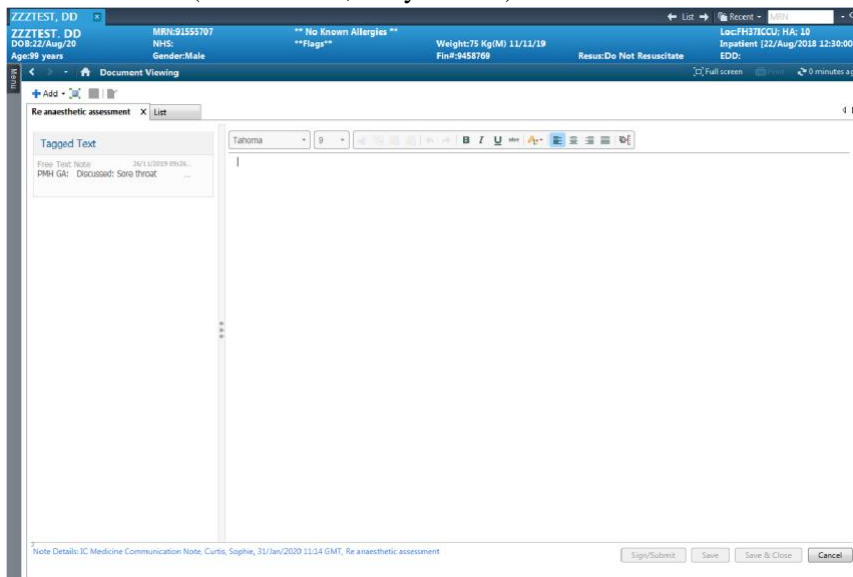 ZZZTEST, DD
List
Recent
MRN
ZZZTEST, DD MRN:91555707 ** No Known Allergies ** Loc:FH37ICCU; HA; 10
DOB:22/Aug/20 NHS: **Flags** Weight:75 Kg(M) 11/11/19 Inpatient [22/Aug/2018 12:30:00
Age:99 years Gender:Male Fin#:9458769 Resus:Do Not Resuscitate EDD:
Menu
Document Viewing Full screen Print 0 minutes ag
Add
Re anaesthetic assessment X List
Tagged Text
Tahoma 9 B I U abc A
Free Text Note 26/11/2019 09:26...
PMH GA: Discussed: Sore throat ...
Note Details: IC Medicine Communication Note, Curtis, Sophie, 31/Jan/2020 11:14 GMT, Re anaesthetic assessment
Sign/Submit Save Save & Close Cancel